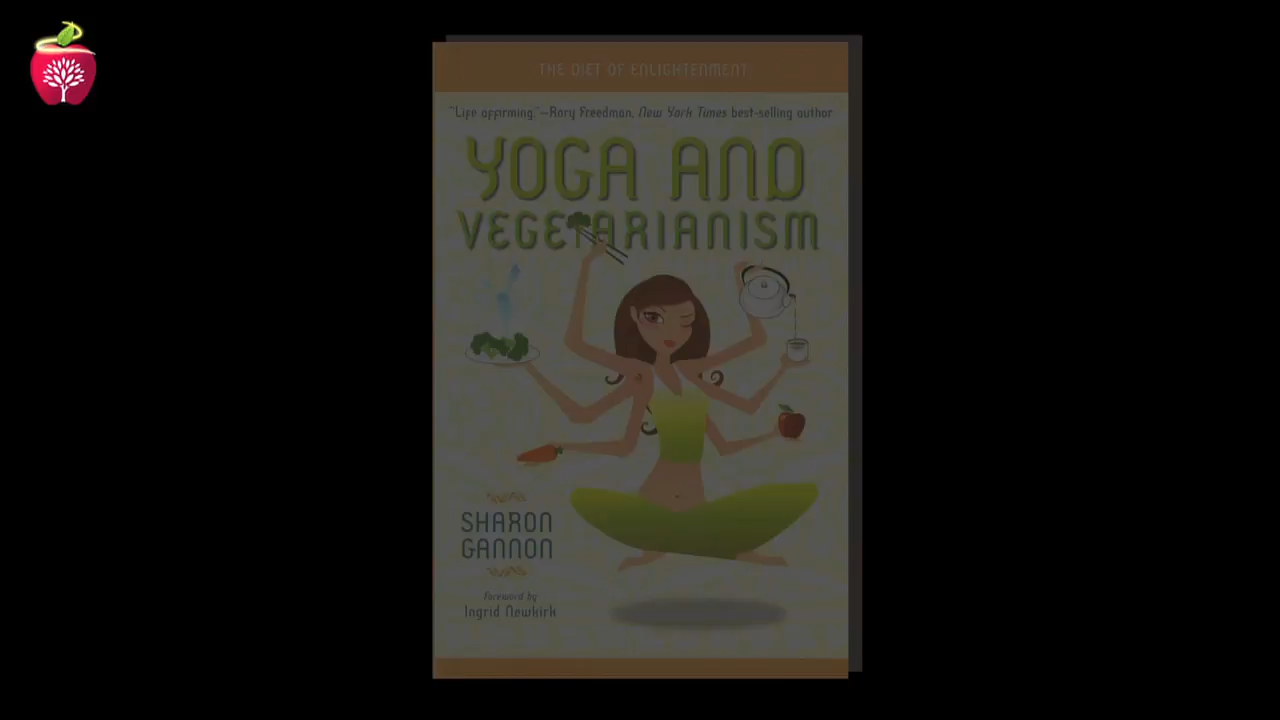 THE DIET OF ENLIGHTENMENT
"Life affirming."—Rory Freedman, New York Times best-selling author
YOGA AND
VEGETARIANISM
SHARON
GANNON
Foreword by
Ingrid Newkirk